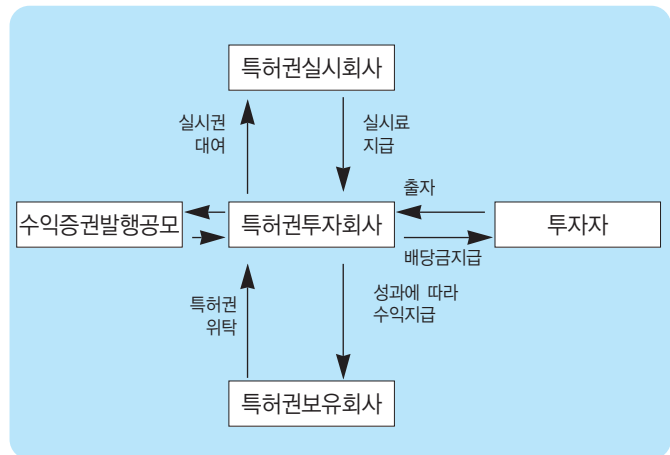 특허권실시회사
실시권
대여
실시료
지급
출자
수익증권발행공모
특허권투자회사
투자자
배당금지급
특허권
위탁
성과에 따라
수익지급
특허권보유회사